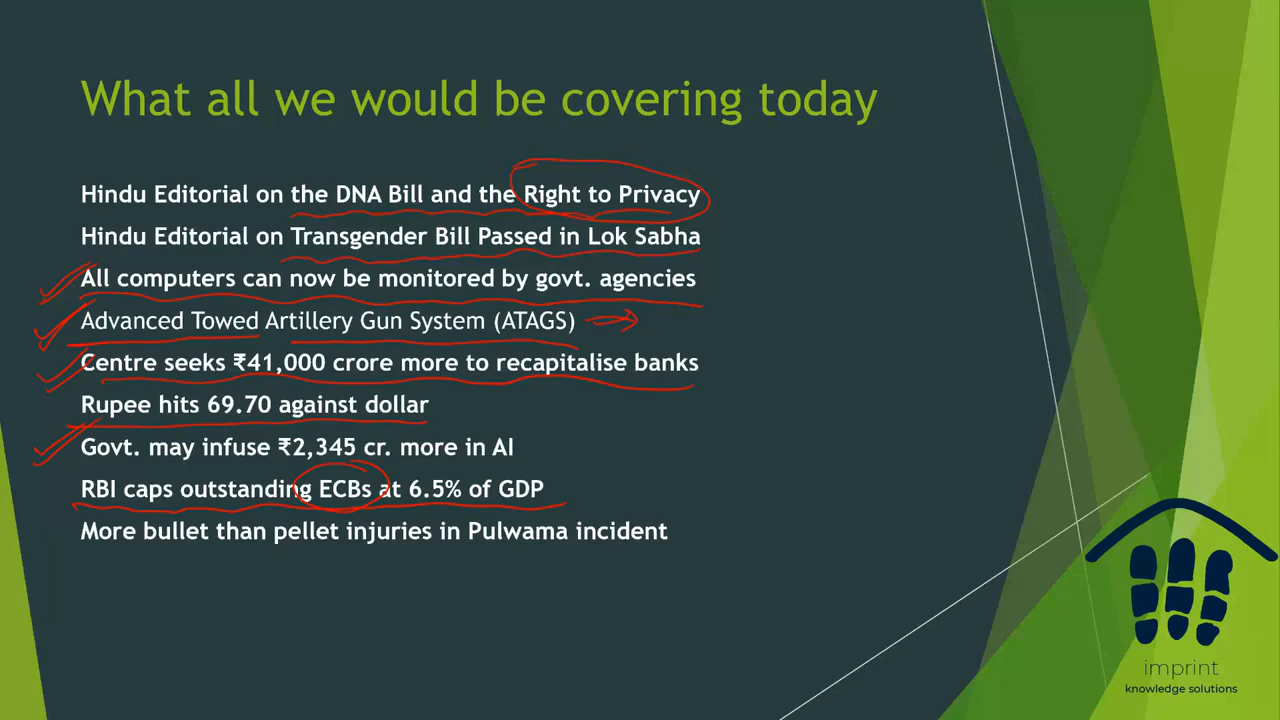 What all we would be covering today
Hindu Editorial on the DNA Bill and the Right to Privacy
Hindu Editorial on Transgender Bill Passed in Lok Sabha
All computers can now be monitored by govt. agencies
Advanced Towed Artillery Gun System (ATAGS)
Centre seeks ₹41,000 crore more to recapitalise banks
Rupee hits 69.70 against dollar
Govt. may infuse ₹2,345 cr. more in AI
RBI caps outstanding ECBs at 6.5% of GDP
More bullet than pellet injuries in Pulwama incident
imprint
knowledge solutions